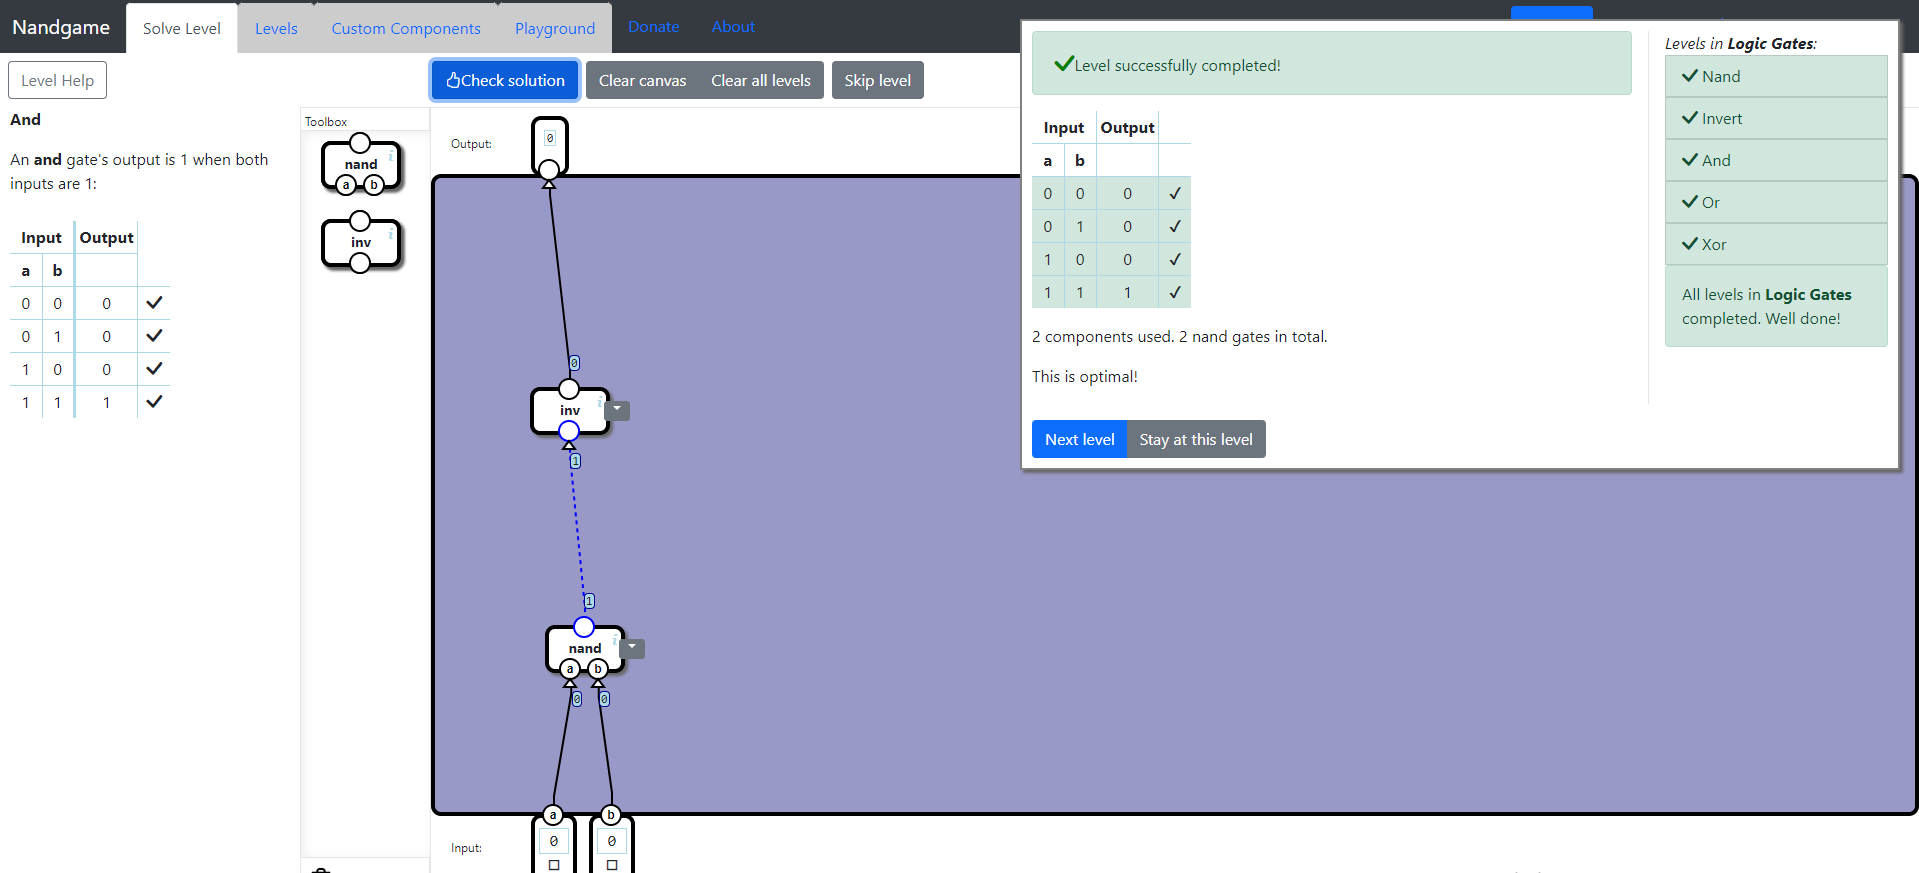 Nandgame
Solve Level
Levels
Custom Components
Playground
Donate
About
Level Help
Check solution
Clear canvas
Clear all levels
Skip level
And
An and gate's output is 1 when both
inputs are 1:
Input Output
a b
0 0 0 ✓
0 1 0 ✓
1 0 0 ✓
1 1 1 ✓
Toolbox
nand
i
a b
inv
i
Output:
0
0
inv
i
1
1
nand
i
a b
0 0
a b
Input:
0 0
✓Level successfully completed!
Input Output
a b
0 0 0 ✓
0 1 0 ✓
1 0 0 ✓
1 1 1 ✓
2 components used. 2 nand gates in total.
This is optimal!
Next level
Stay at this level
Levels in Logic Gates:
✓ Nand
✓ Invert
✓ And
✓ Or
✓ Xor
All levels in Logic Gates
completed. Well done!